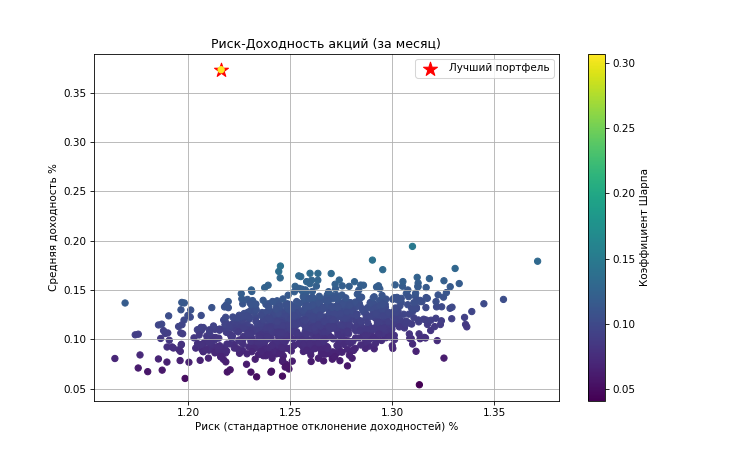 Риск-Доходность акций (за месяц)
Лучший портфель
Средняя доходность %
0.35
0.30
0.25
0.20
0.15
0.10
0.05
1.20 1.25 1.30 1.35
Риск (стандартное отклонение доходностей) %
0.30
0.25
0.20
0.15
0.10
0.05
Коэффициент Шарпа